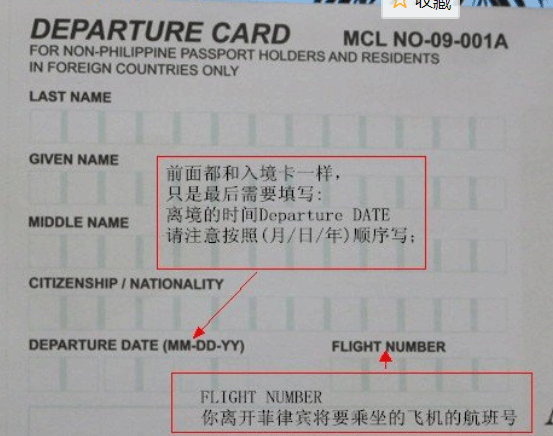 收藏
DEPARTURE CARD
MCL NO-09-001A
FOR NON-PHILIPPINE PASSPORT HOLDERS AND RESIDENTS
IN FOREIGN COUNTRIES ONLY
LAST NAME
GIVEN NAME
前面都和入境卡一样，
只是最后需要填写:
离境的时间Departure DATE
请注意按照(月/日/年)顺序写;
MIDDLE NAME
CITIZENSHIP / NATIONALITY
DEPARTURE DATE (MM-DD-YY)
FLIGHT NUMBER
FLIGHT NUMBER
你离开菲律宾将要乘坐的飞机的航班号